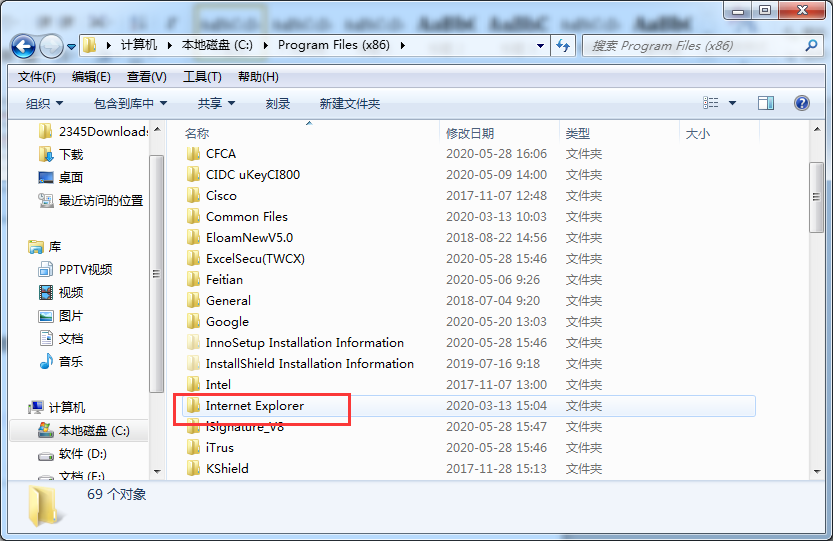 计算机 本地磁盘 (C:) Program Files (x86) 搜索 Program Files (x86)
文件(F) 编辑(E) 查看(V) 工具(T) 帮助(H)
组织 包含到库中 共享 刻录 新建文件夹
2345Downloads
下载
桌面
最近访问的位置
库
PPTV视频
视频
图片
文档
音乐
计算机
本地磁盘 (C:)
软件 (D:)
文档 (E:)
名称 修改日期 类型 大小
CFCA 2020-05-28 16:06 文件夹
CIDC uKeyCI800 2020-05-09 14:00 文件夹
Cisco 2017-11-07 12:48 文件夹
Common Files 2020-03-13 10:03 文件夹
EloamNewV5.0 2018-08-22 14:56 文件夹
ExcelSecu(TWCX) 2020-05-28 15:46 文件夹
Feitian 2020-05-06 9:26 文件夹
General 2018-07-04 9:20 文件夹
Google 2020-05-20 13:03 文件夹
InnoSetup Installation Information 2020-05-28 15:46 文件夹
InstallShield Installation Information 2019-07-16 9:18 文件夹
Intel 2017-11-07 13:00 文件夹
Internet Explorer 2020-03-13 15:04 文件夹
iSignature_V8 2020-05-28 15:47 文件夹
iTrus 2020-05-28 15:46 文件夹
KShield 2017-11-28 15:13 文件夹
69 个对象